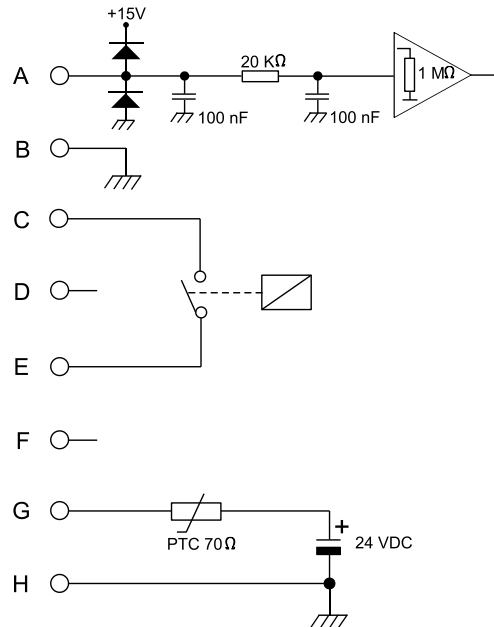 +15V
A
20 KΩ
1 MΩ
100 nF
100 nF
B
C
D
E
F
G
+
PTC 70Ω
24 VDC
H